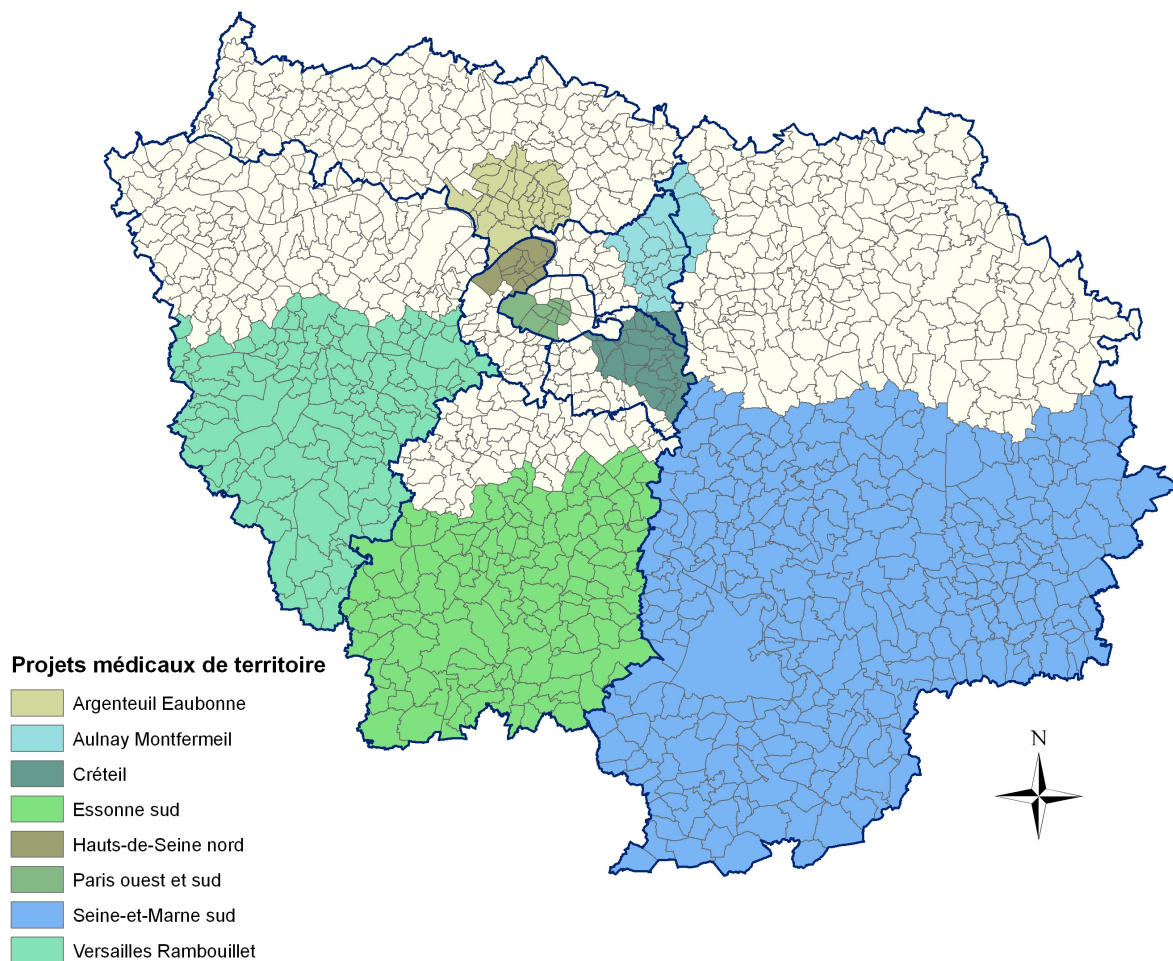 Projets médicaux de territoire
Argenteuil Eaubonne
Aulnay Montfermeil
Créteil
Essonne sud
Hauts-de-Seine nord
Paris ouest et sud
Seine-et-Marne sud
Versailles Rambouillet
N